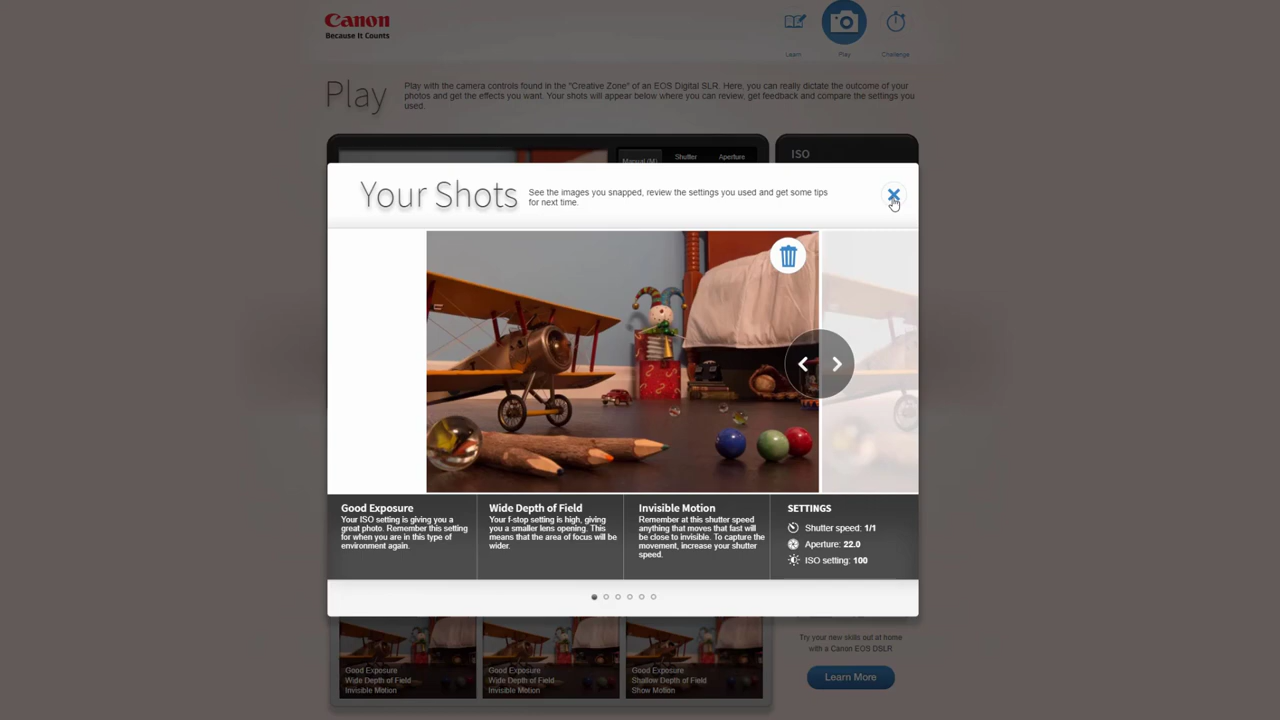 Canon
Because It Counts
Learn
Play
Challenge
Play
Play with the camera controls found in the "Creative Zone" of an EOS Digital SLR. Here, you can really dictate the outcome of your
photos and get the effects you want. Your shots will appear below where you can review, get feedback and compare the settings you
used.
Manual (M)
Shutter
Aperture
ISO
Your Shots
See the images you snapped, review the settings you used and get some tips
for next time.
Good Exposure
Your ISO setting is giving you a
great photo. Remember this setting
for when you are in this type of
environment again.
Wide Depth of Field
Your f-stop setting is high, giving
you a smaller lens opening. This
means that the area of focus will be
wider.
Invisible Motion
Remember at this shutter speed
anything that moves that fast will
be close to invisible. To capture the
movement, increase your shutter
speed.
SETTINGS
Shutter speed: 1/1
Aperture: 22.0
ISO setting: 100
Good Exposure
Wide Depth of Field
Invisible Motion
Good Exposure
Wide Depth of Field
Invisible Motion
Good Exposure
Shallow Depth of Field
Show Motion
Try your new skills out at home
with a Canon EOS DSLR
Learn More